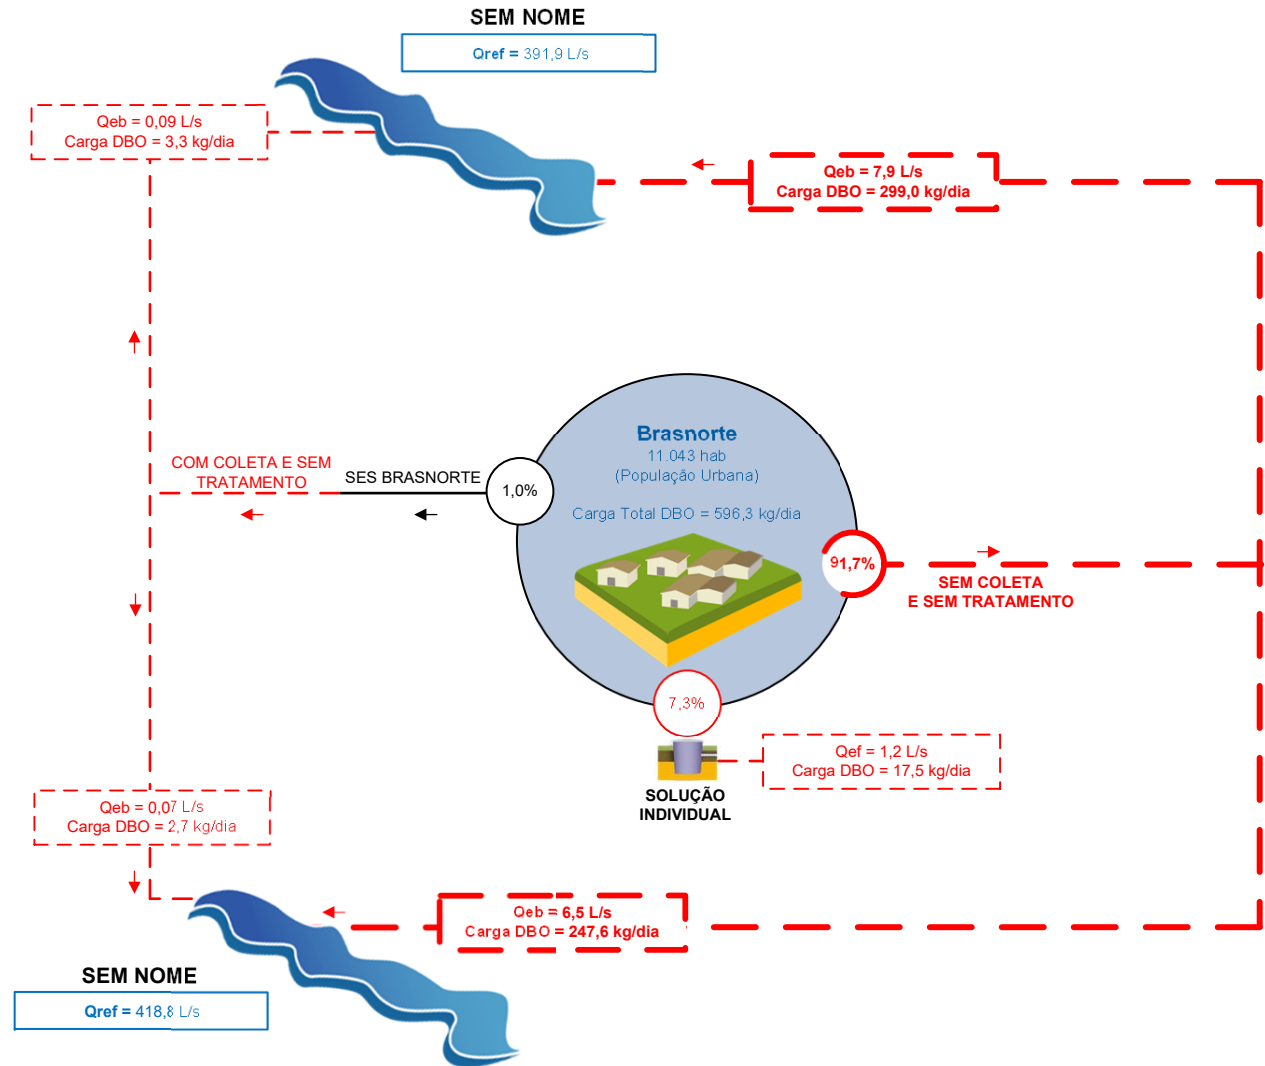 SEM NOME
Qref = 391,9 L/s
Qeb = 0,09 L/s
Carga DBO = 3,3 kg/dia
Qeb = 7,9 L/s
Carga DBO = 299,0 kg/dia
Brasnorte
11.043 hab
(População Urbana)
Carga Total DBO = 596,3 kg/dia
COM COLETA E SEM
TRATAMENTO
SES BRASNORTE
1,0%
91,7%
SEM COLETA
E SEM TRATAMENTO
7,3%
SOLUÇÃO
INDIVIDUAL
Qef = 1,2 L/s
Carga DBO = 17,5 kg/dia
Qeb = 0,07 L/s
Carga DBO = 2,7 kg/dia
Qeb = 6,5 L/s
Carga DBO = 247,6 kg/dia
SEM NOME
Qref = 418,8 L/s